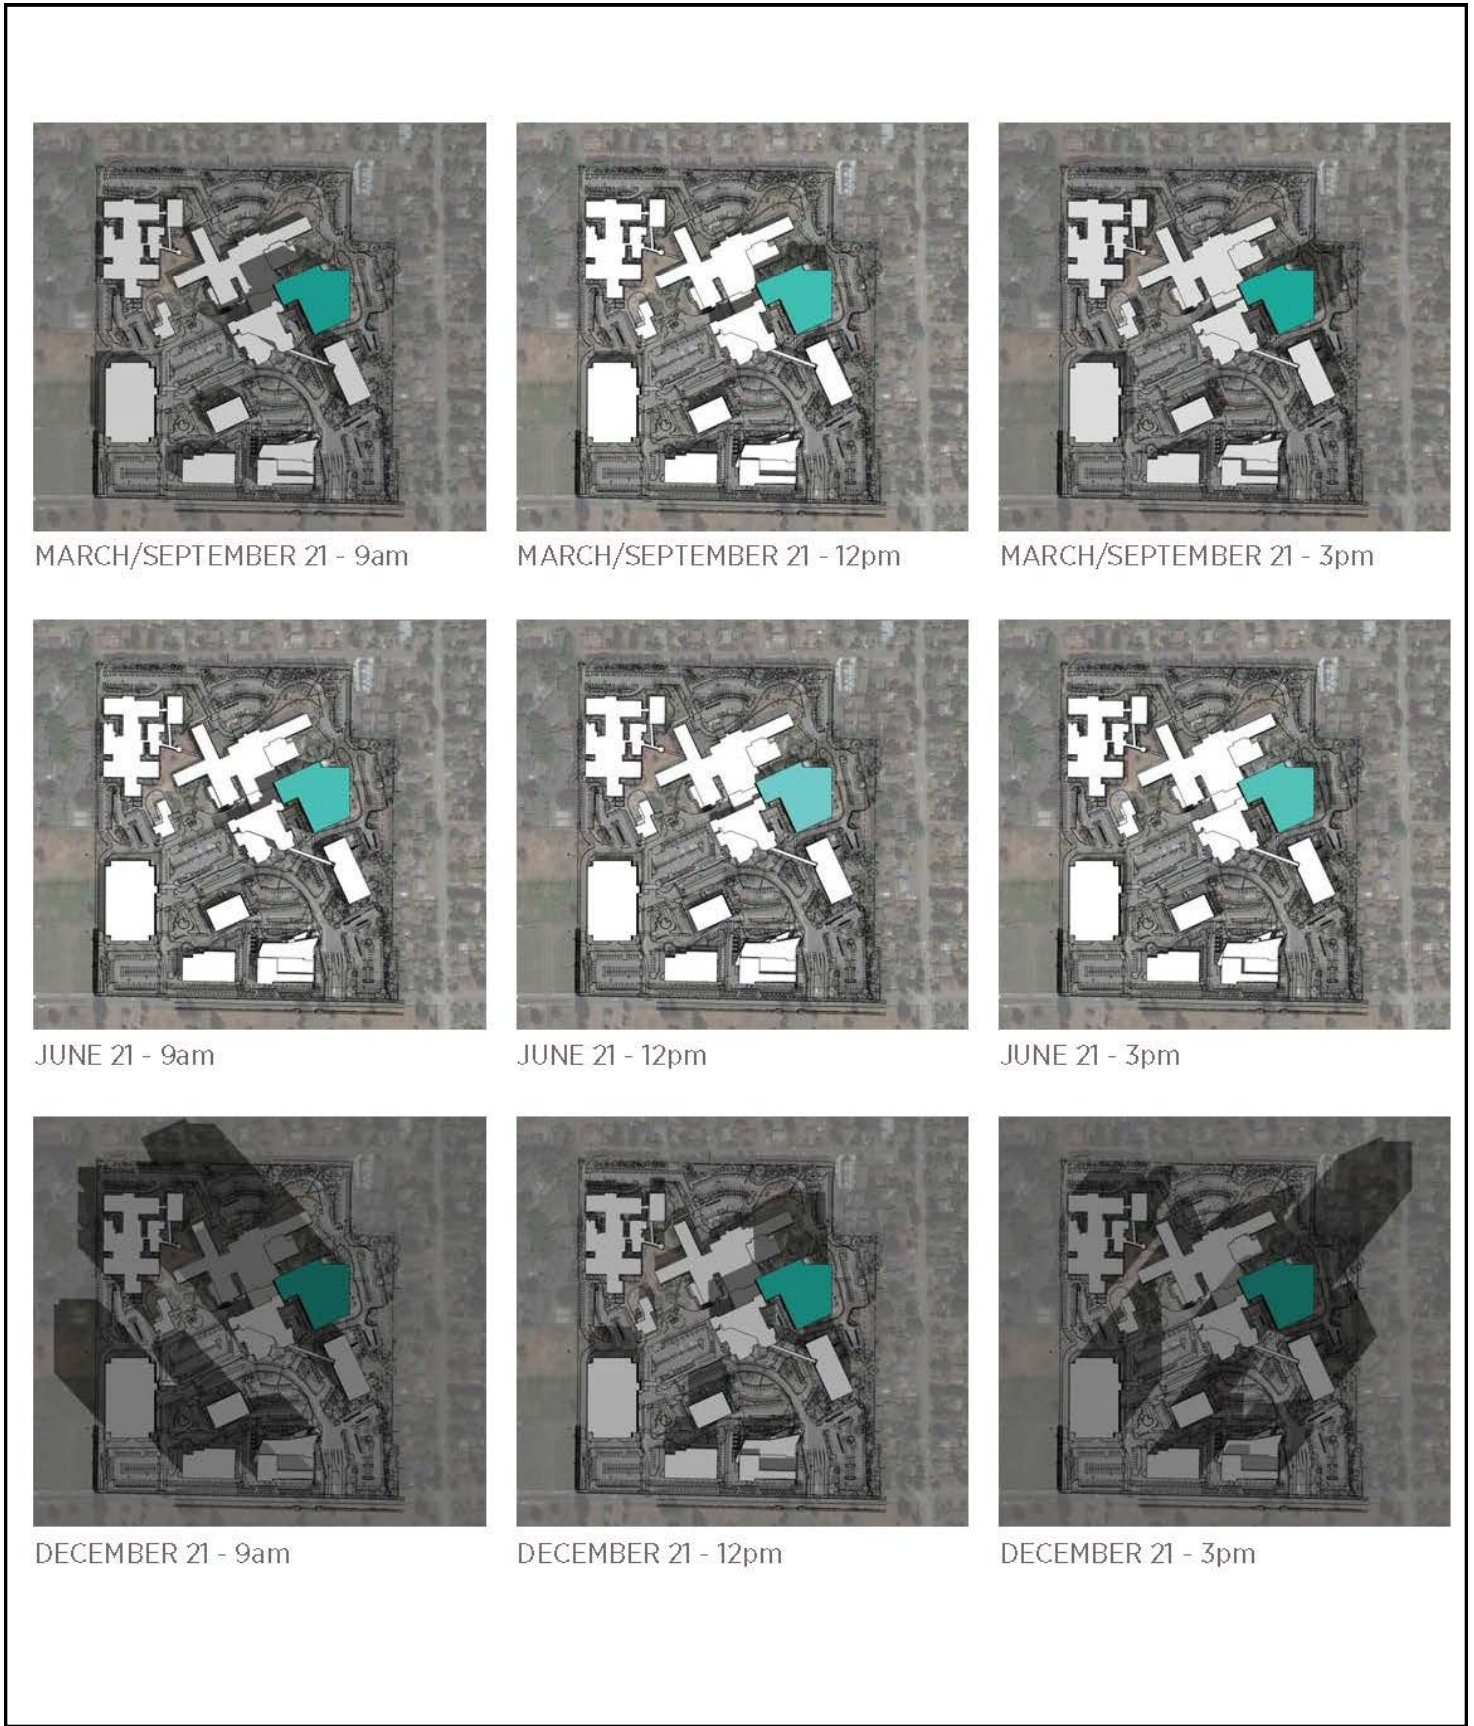 MARCH/SEPTEMBER 21 - 9am
MARCH/SEPTEMBER 21 - 12pm
MARCH/SEPTEMBER 21 - 3pm
JUNE 21 - 9am
JUNE 21 - 12pm
JUNE 21 - 3pm
DECEMBER 21 - 9am
DECEMBER 21 - 12pm
DECEMBER 21 - 3pm